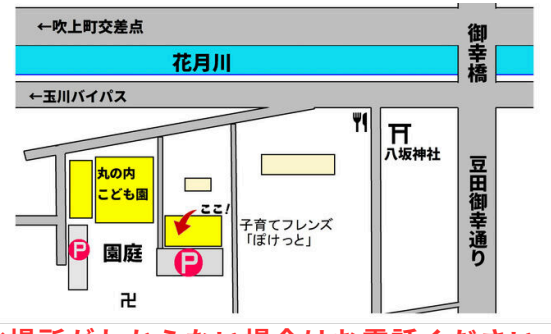 ←吹上町交差点
御幸橋
花月川
←玉川バイパス
八坂神社
豆田御幸通り
丸の内
こども園
ここ!
子育てフレンズ
「ぽけっと」
P
園庭
P
卍